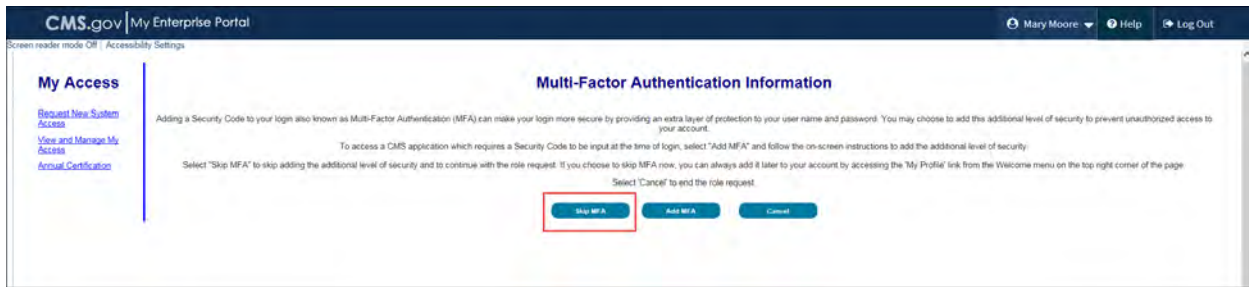 CMS.gov My Enterprise Portal
Mary Moore Help Log Out
Screen reader mode Off | Accessibility Settings
My Access
Request New System
Access
View and Manage My
Access
Annual Certification
Multi-Factor Authentication Information
Adding a Security Code to your login also known as Multi-Factor Authentication (MFA) can make your login more secure by providing an extra layer of protection to your user name and password. You may choose to add this additional level of security to prevent unauthorized access to
your account.
To access a CMS application which requires a Security Code to be input at the time of login, select "Add MFA" and follow the on-screen instructions to add the additional level of security.
Select "Skip MFA" to skip adding the additional level of security and to continue with the role request. If you choose to skip MFA now, you can always add it later to your account by accessing the 'My Profile' link from the Welcome menu on the top right corner of the page.
Select 'Cancel' to end the role request.
Skip MFA Add MFA Cancel